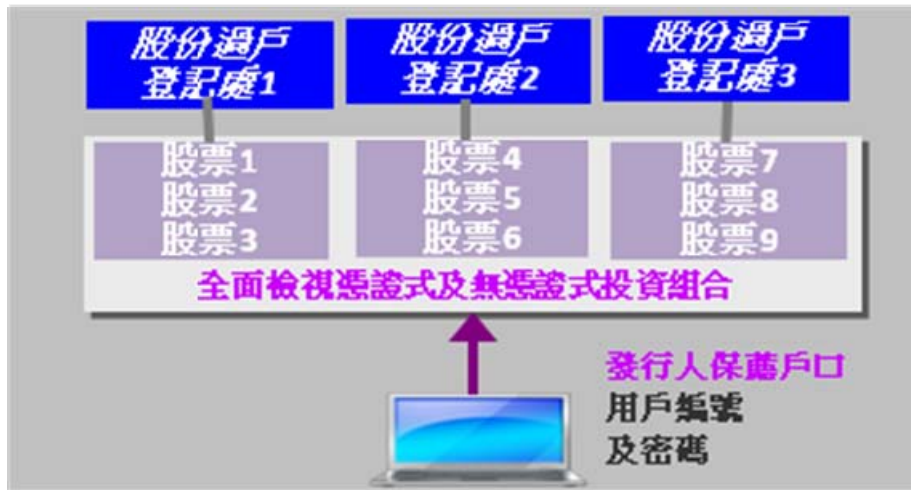 股份過戶
登記處1
股份過戶
登記處2
股份過戶
登記處3
股票1
股票2
股票3
股票4
股票5
股票6
股票7
股票8
股票9
全面檢視憑證式及無憑證式投資組合
發行人保薦戶口
用戶編號
及密碼